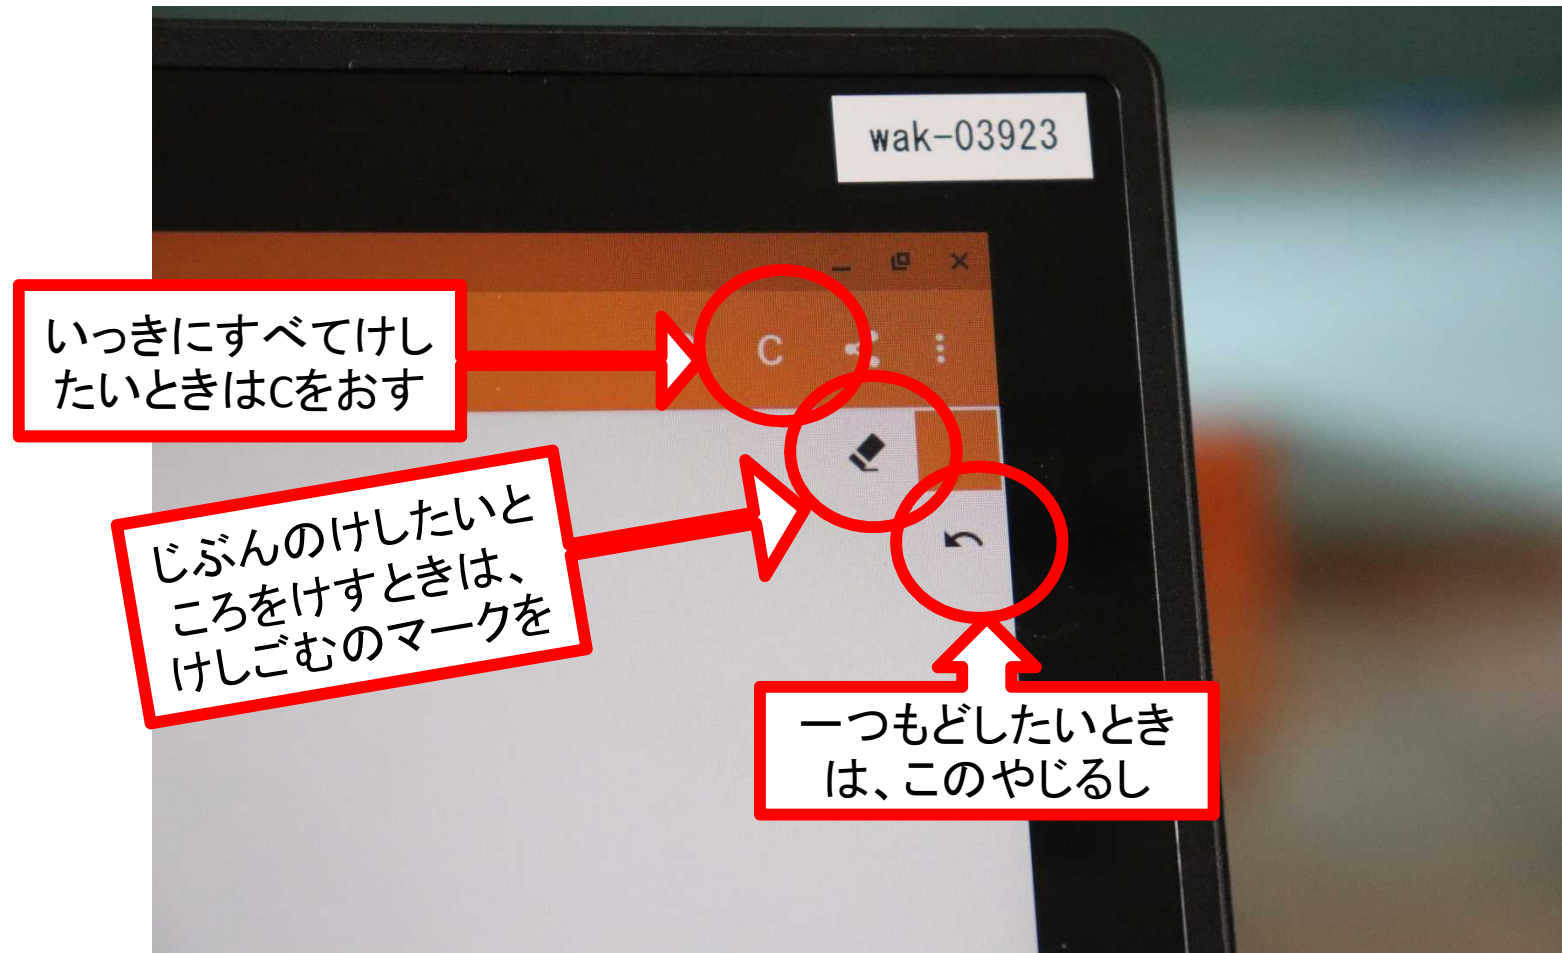 wak-03923
C
いっきにすべてけし
たいときはCをおす
じぶんのけしたいと
ころをけすときは、
けしごむのマークを
一つもどしたいとき
は、このやじるし